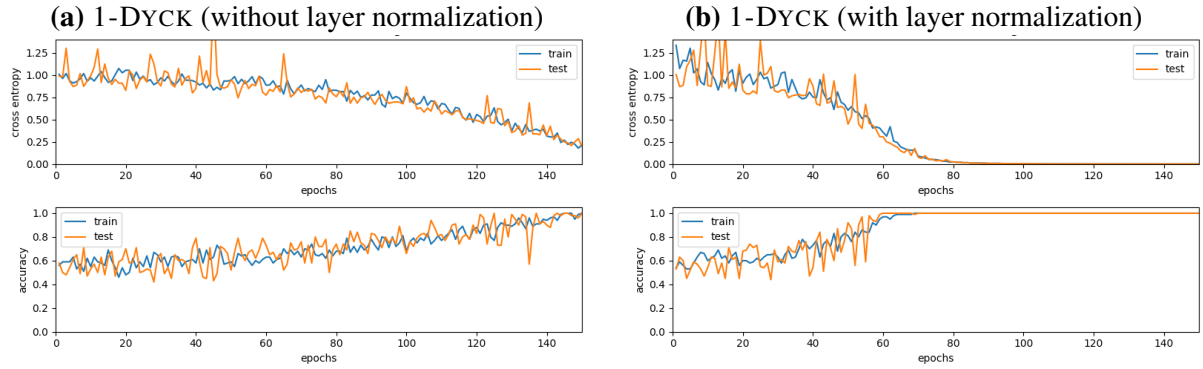 (a) 1-DYCK (without layer normalization)
1.25
1.00
0.75
0.50
0.25
0.00
cross entropy
train
test
0 20 40 60 80 100 120 140
epochs
1.0
0.8
0.6
0.4
0.2
0.0
accuracy
train
test
0 20 40 60 80 100 120 140
epochs
(b) 1-DYCK (with layer normalization)
1.25
1.00
0.75
0.50
0.25
0.00
cross entropy
train
test
0 20 40 60 80 100 120 140
epochs
1.0
0.8
0.6
0.4
0.2
0.0
accuracy
train
test
0 20 40 60 80 100 120 140
epochs